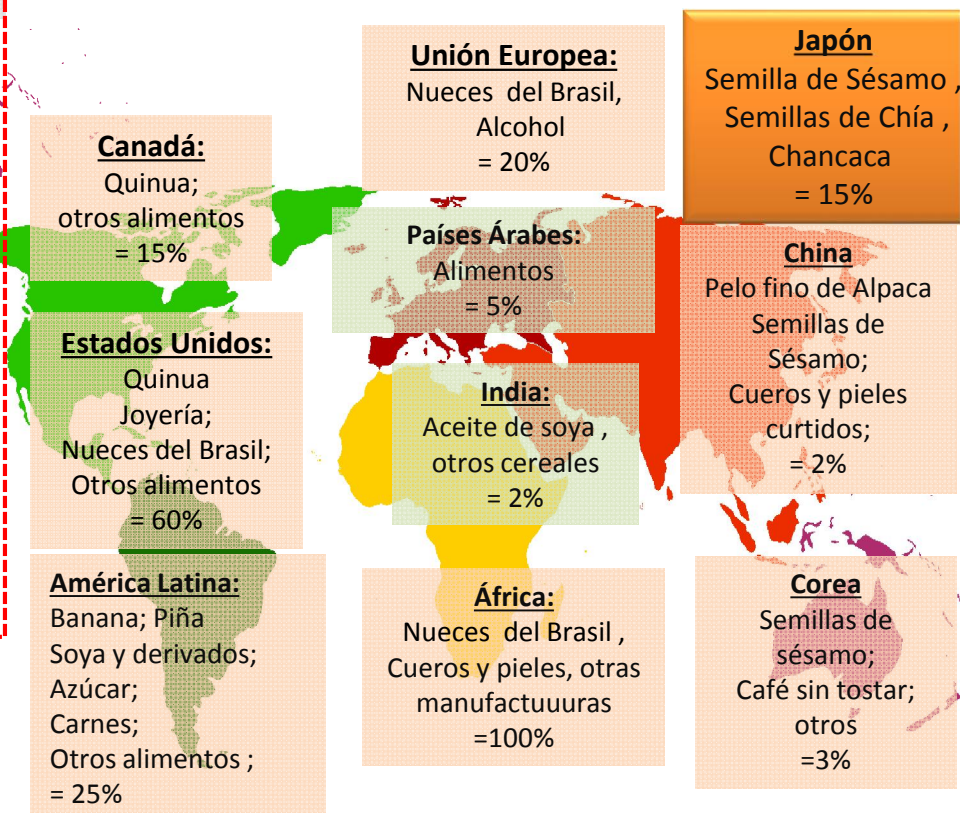 Unión Europea:
Nueces del Brasil,
Alcohol
= 20%
Japón
Semilla de Sésamo ,
Semillas de Chía ,
Chancaca
= 15%
Canadá:
Quinua;
otros alimentos
= 15%
Países Árabes:
Alimentos
= 5%
China
Pelo fino de Alpaca
Semillas de
Sésamo;
Cueros y pieles
curtidos;
= 2%
Estados Unidos:
Quinua
Joyería;
Nueces del Brasil;
Otros alimentos
= 60%
India:
Aceite de soya ,
otros cereales
= 2%
América Latina:
Banana; Piña
Soya y derivados;
Azúcar;
Carnes;
Otros alimentos ;
= 25%
África:
Nueces del Brasil ,
Cueros y pieles, otras
manufactuuuras
=100%
Corea
Semillas de
sésamo;
Café sin tostar;
otros
=3%